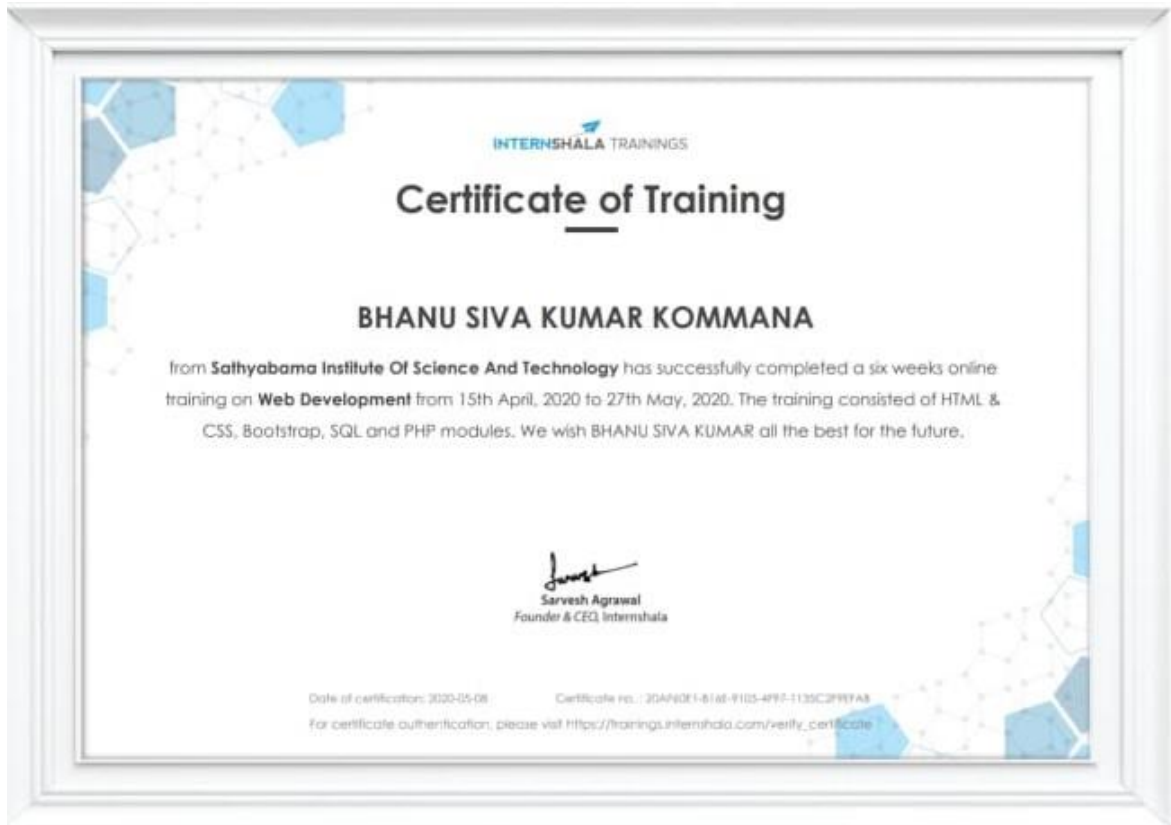 INTERNSHALA TRAININGS
Certificate of Training
BHANU SIVA KUMAR KOMMANA
from Sathyabama Institute Of Science And Technology has successfully completed a six weeks online
training on Web Development from 15th April, 2020 to 27th May, 2020. The training consisted of HTML &
CSS, Bootstrap, SQL and PHP modules. We wish BHANU SIVA KUMAR all the best for the future.
Sarvesh Agrawal
Founder & CEO, Internshala
Date of certification: 2020-05-08 Certificate no. :
For certificate authentication, please visit https://trainings.internshala.com/verify_certificate